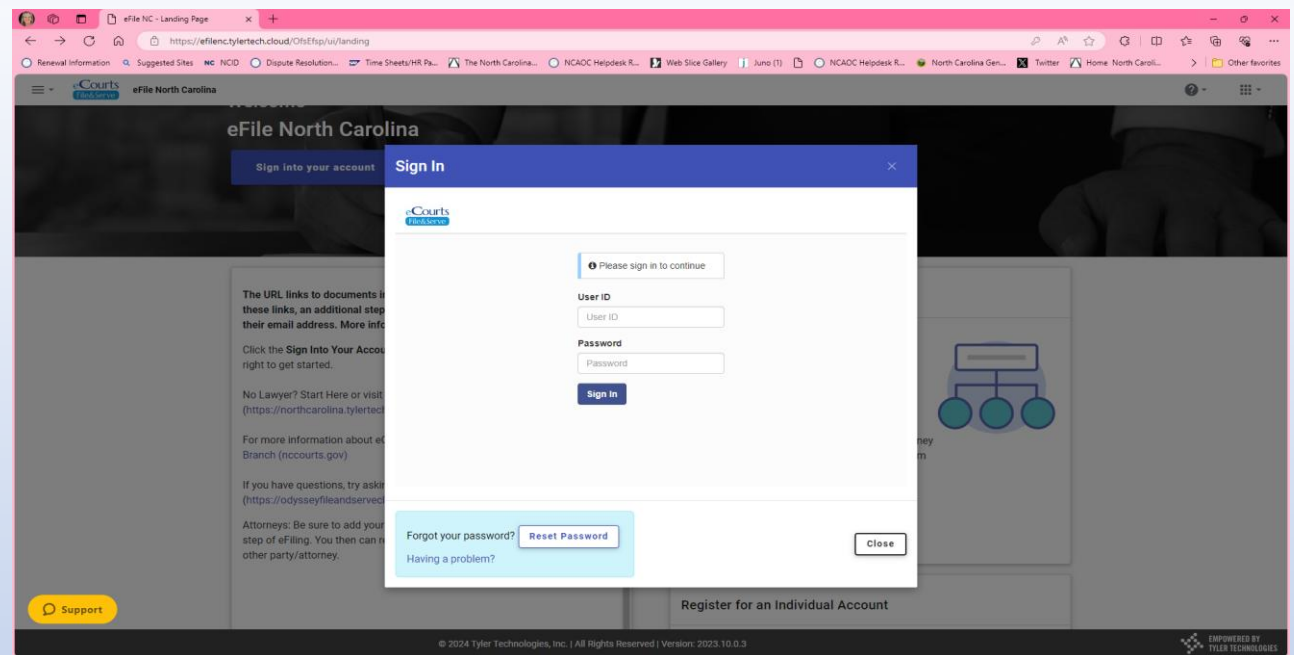 eFile NC - Landing Page
https://efilenc.tylertech.cloud/OfsEfsp/ui/landing
Renewal Information Suggested Sites NC NCID Dispute Resolution... Time Sheets/HR Pa... The North Carolina... NCAOC Helpdesk R... Web Slice Gallery Juno (1) NCAOC Helpdesk R... North Carolina Gen... Twitter Home North Caroli... Other favorites
eCourts
File&Serve
eFile North Carolina
Welcome
eFile North Carolina
Sign into your account
Sign In
eCourts
File&Serve
Please sign in to continue
User ID
User ID
Password
Password
Sign In
Forgot your password? Reset Password
Having a problem?
Close
The URL links to documents i
these links, an additional step
their email address. More info
Click the Sign Into Your Accou
right to get started.
No Lawyer? Start Here or visit
(https://northcarolina.tylertech
For more information about eC
Branch (nccourts.gov)
If you have questions, try askin
(https://odysseyfileandservecl
Attorneys: Be sure to add your
step of eFiling. You then can re
other party/attorney.
ney
m
Register for an Individual Account
Support
© 2024 Tyler Technologies, Inc. | All Rights Reserved | Version: 2023.10.0.3
EMPOWERED BY
TYLER TECHNOLOGIES